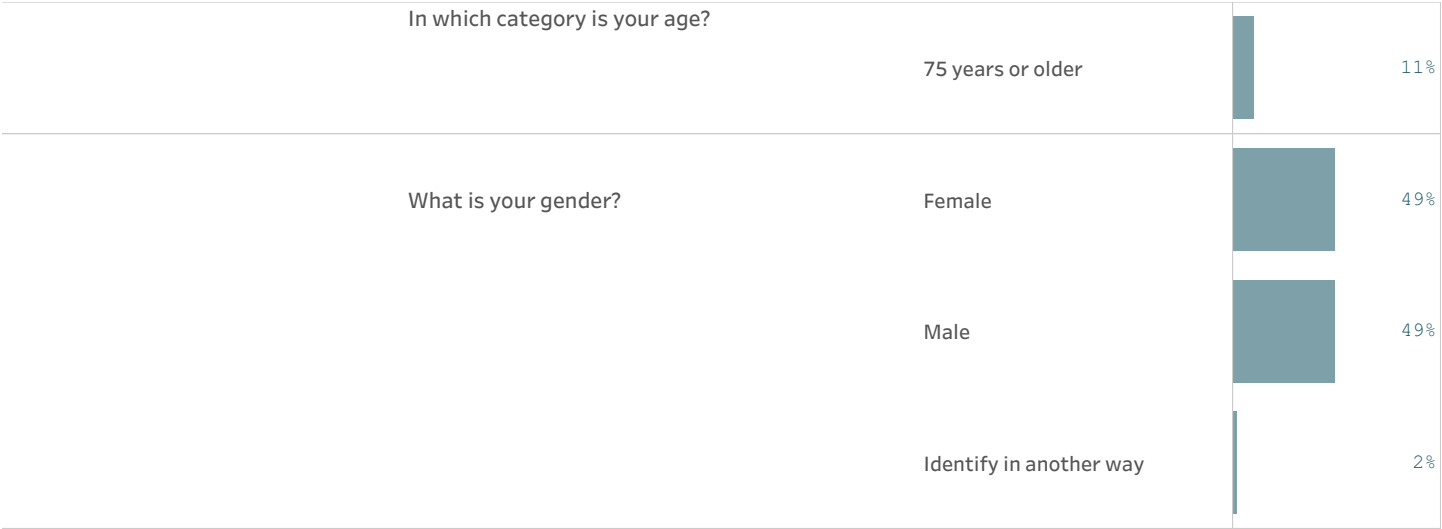 In which category is your age?
75 years or older 11%
What is your gender? Female 49%
Male 49%
Identify in another way 2%